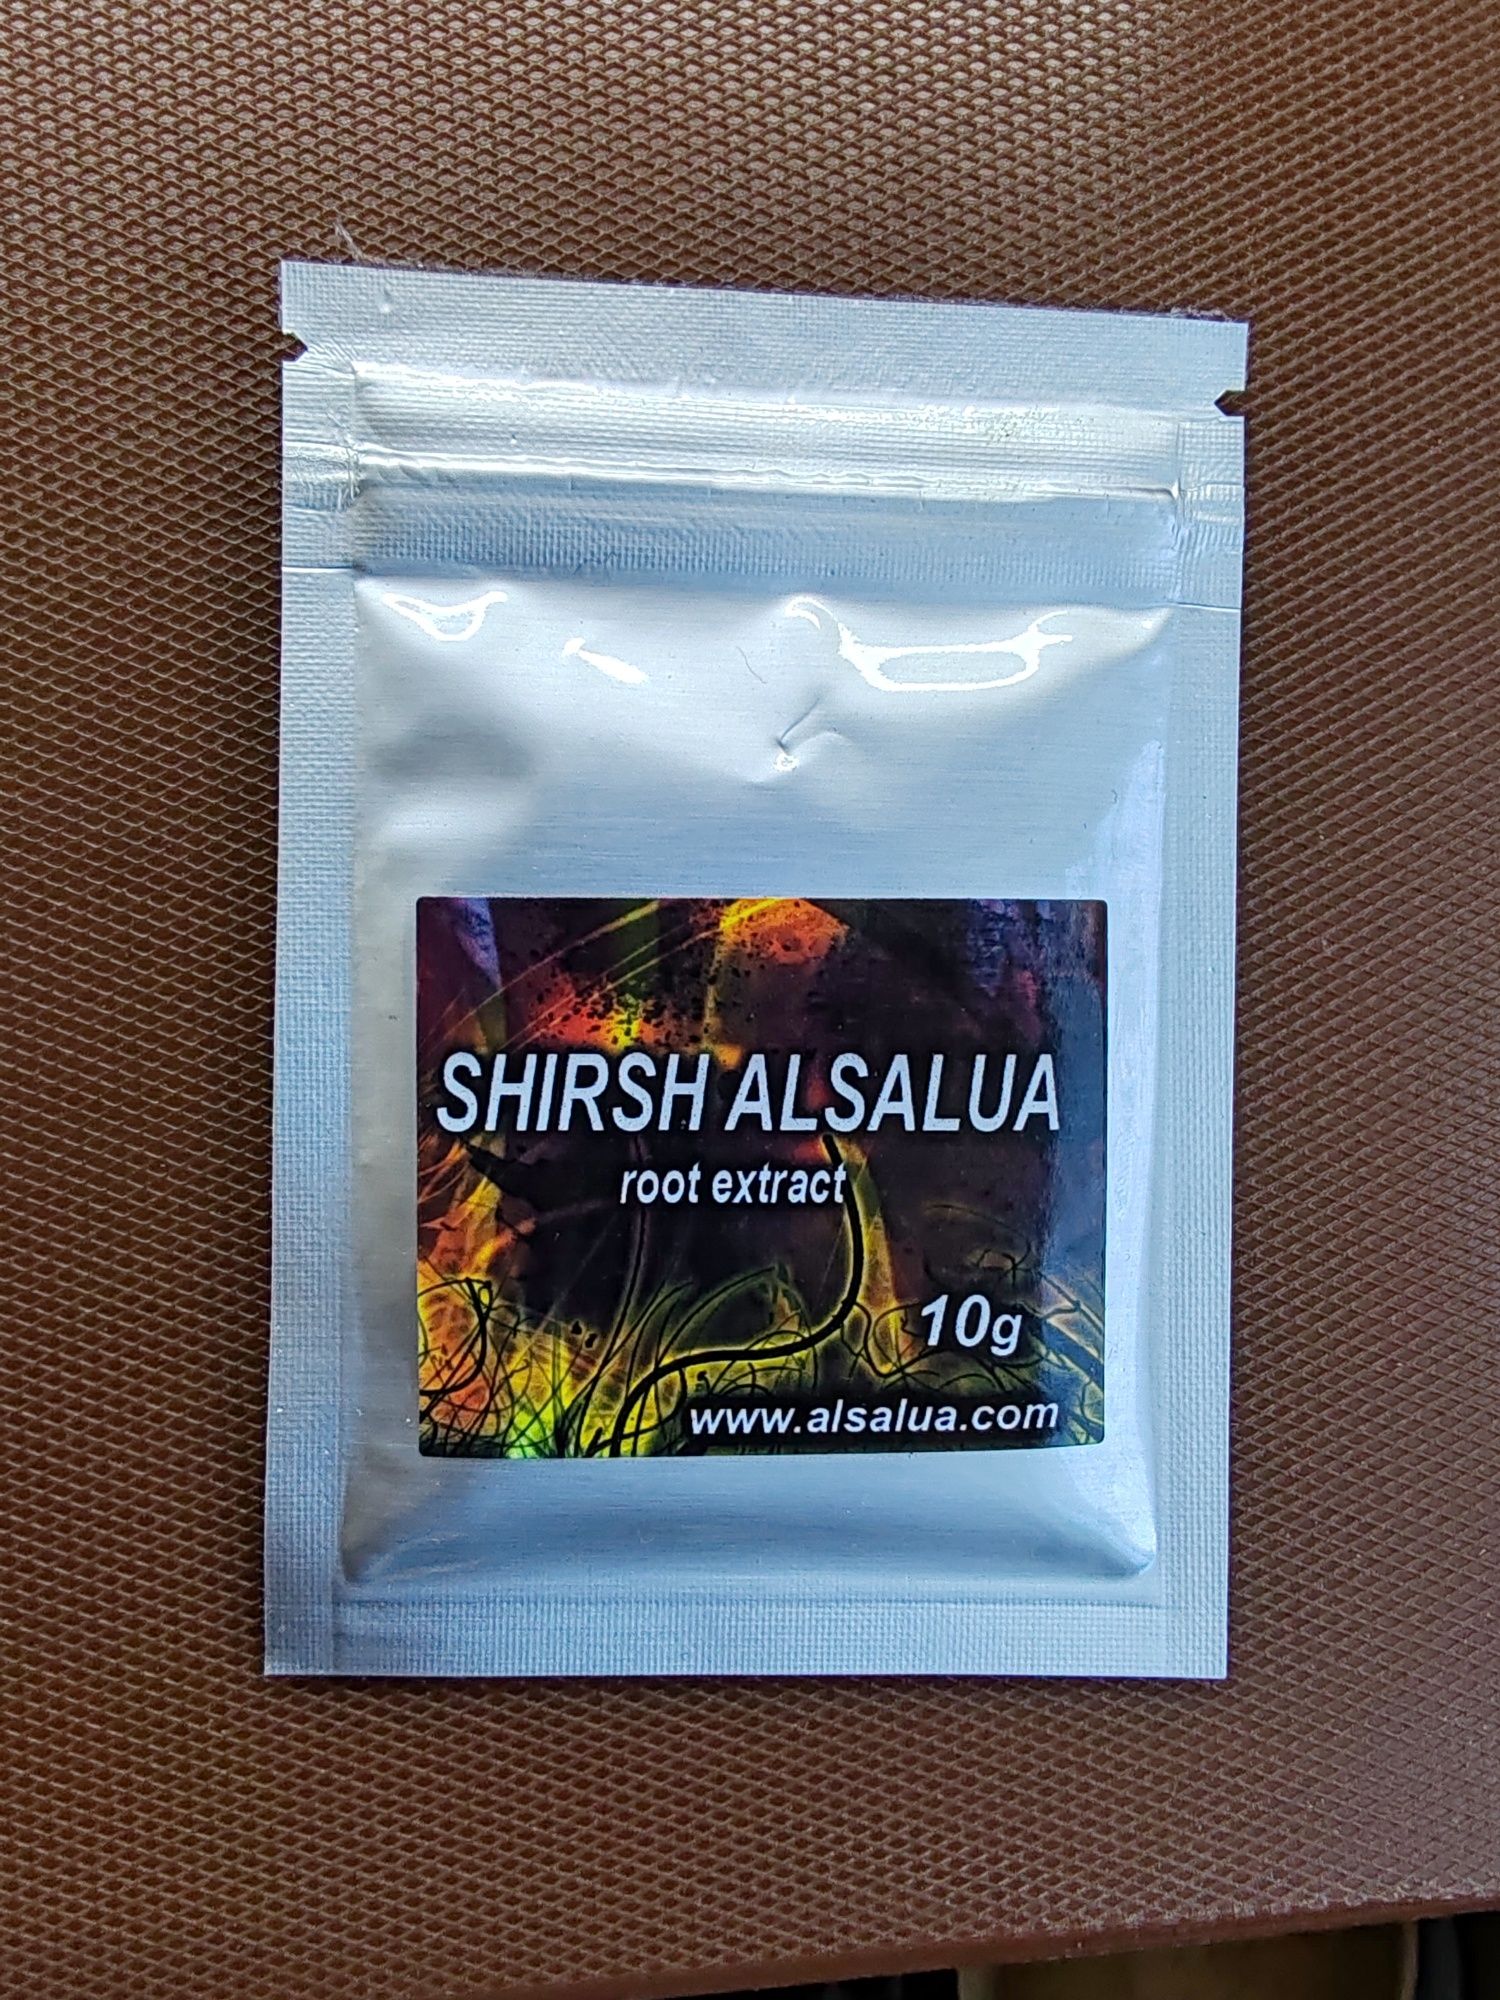 SHIRSH ALSALUA
root extract
10g
www.alsalua.com